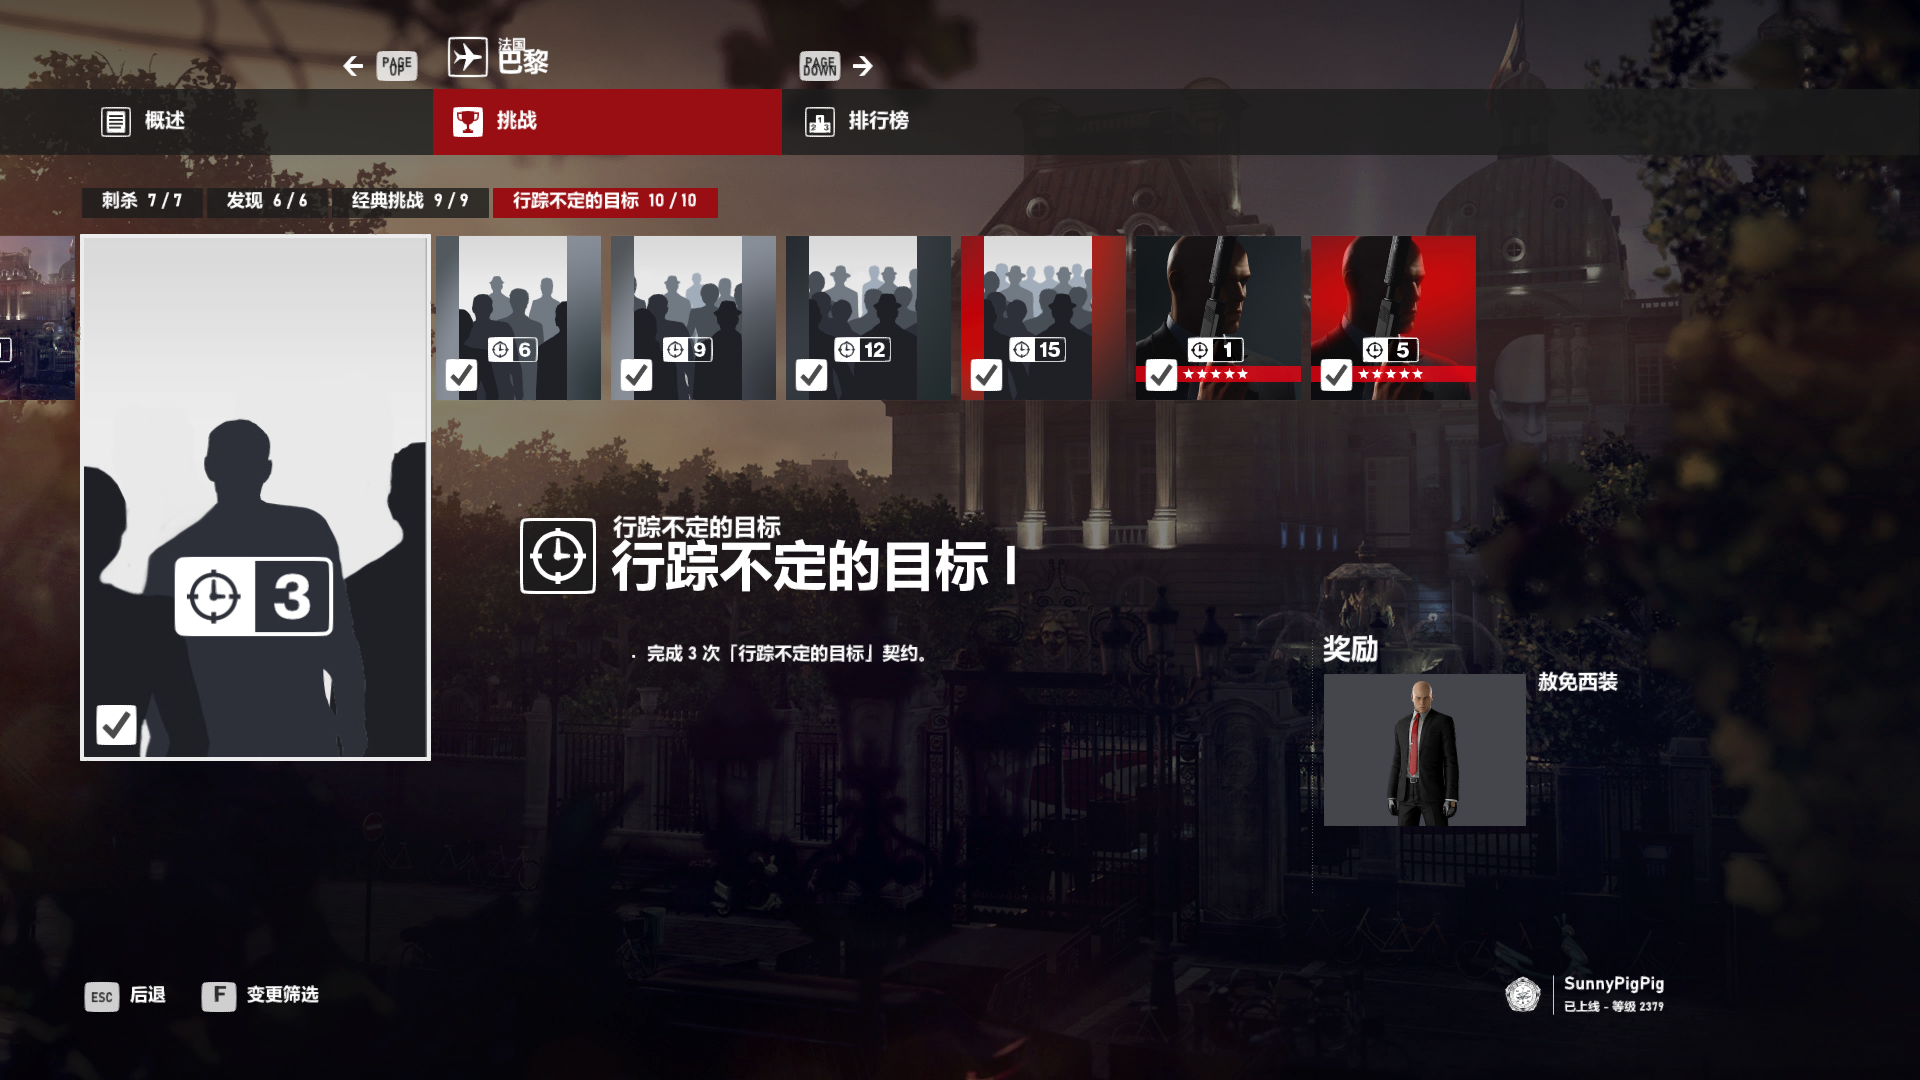 PAGE UP
法国
巴黎
PAGE DOWN
概述
挑战
排行榜
刺杀 7 / 7
发现 6 / 6
经典挑战 9 / 9
行踪不定的目标 10 / 10
6
9
12
15
1
5
3
行踪不定的目标
行踪不定的目标 I
. 完成 3 次「行踪不定的目标」契约。
奖励
赦免西装
ESC 后退
F 变更筛选
SunnyPigPig
已上线 - 等级 2379